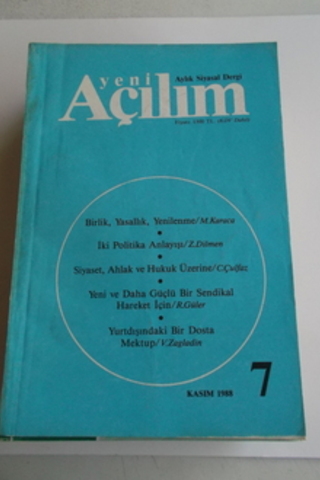 yeni Aylık Siyasal Dergi
Açılım
Birlik, Yasallık, Yenilenme/M.Karaca
İki Politika Anlayışı/Z.Dilmen
Siyaset, Ahlak ve Hukuk Üzerine/C.Çulfaz
Yeni ve Daha Güçlü Bir Sendikal
Hareket İçin/R.Güler
Yurtdışındaki Bir Dosta
Mektup/V.Zagladin
KASIM 1988 7